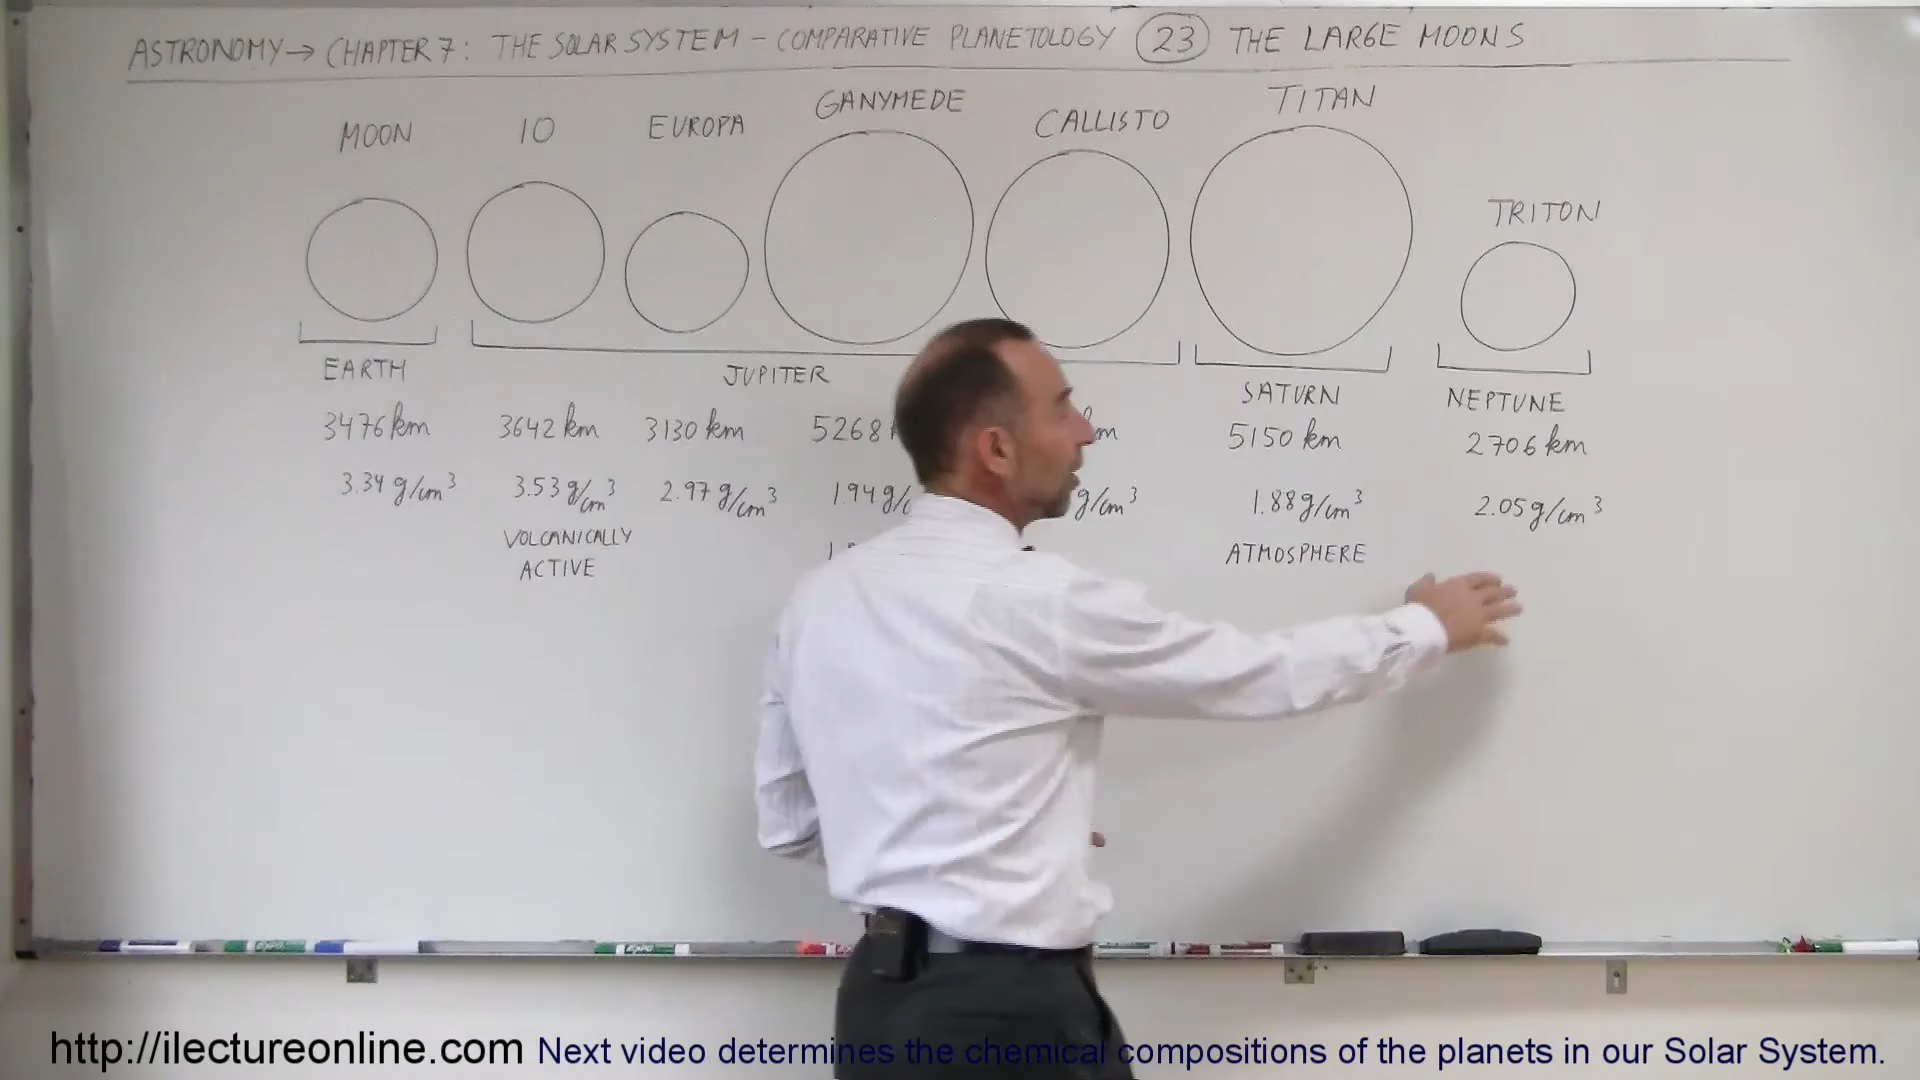 ASTRONOMY → CHAPTER 7: THE SOLAR SYSTEM - COMPARATIVE PLANETOLOGY 23 THE LARGE MOONS
MOON IO EUROPA GANYMEDE CALLISTO TITAN TRITON
EARTH JUPITER SATURN NEPTUNE
3476 km 3642 km 3130 km 5268 5150 km 2706 km
3.34 g/cm³ 3.53 g/cm³ 2.97 g/cm³ 1.94 g/c g/cm³ 1.88 g/cm³ 2.05 g/cm³
VOLCANICALLY ATMOSPHERE
ACTIVE
http://ilectureonline.com Next video determines the chemical compositions of the planets in our Solar System.